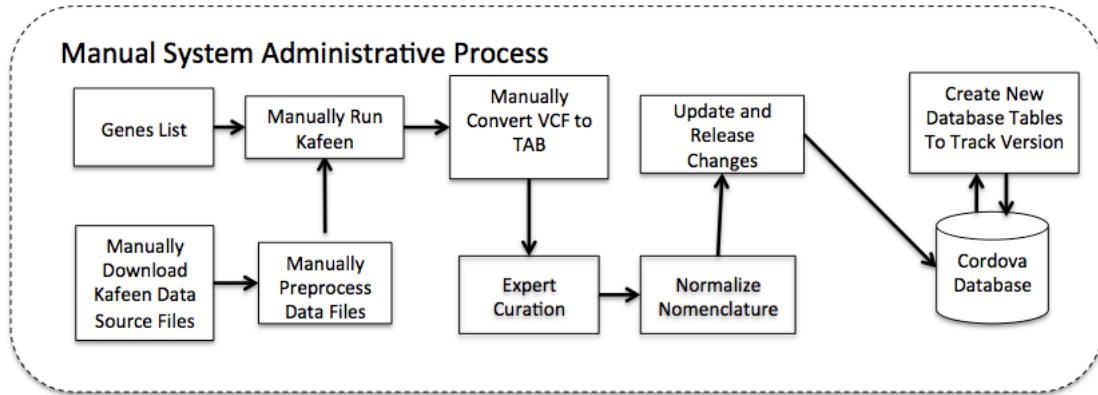 Manual System Administrative Process
Genes List
Manually Run
Kafeen
Manually
Convert VCF to
TAB
Update and
Release
Changes
Create New
Database Tables
To Track Version
Manually
Download
Kafeen Data
Source Files
Manually
Preprocess
Data Files
Expert
Curation
Normalize
Nomenclature
Cordova
Database